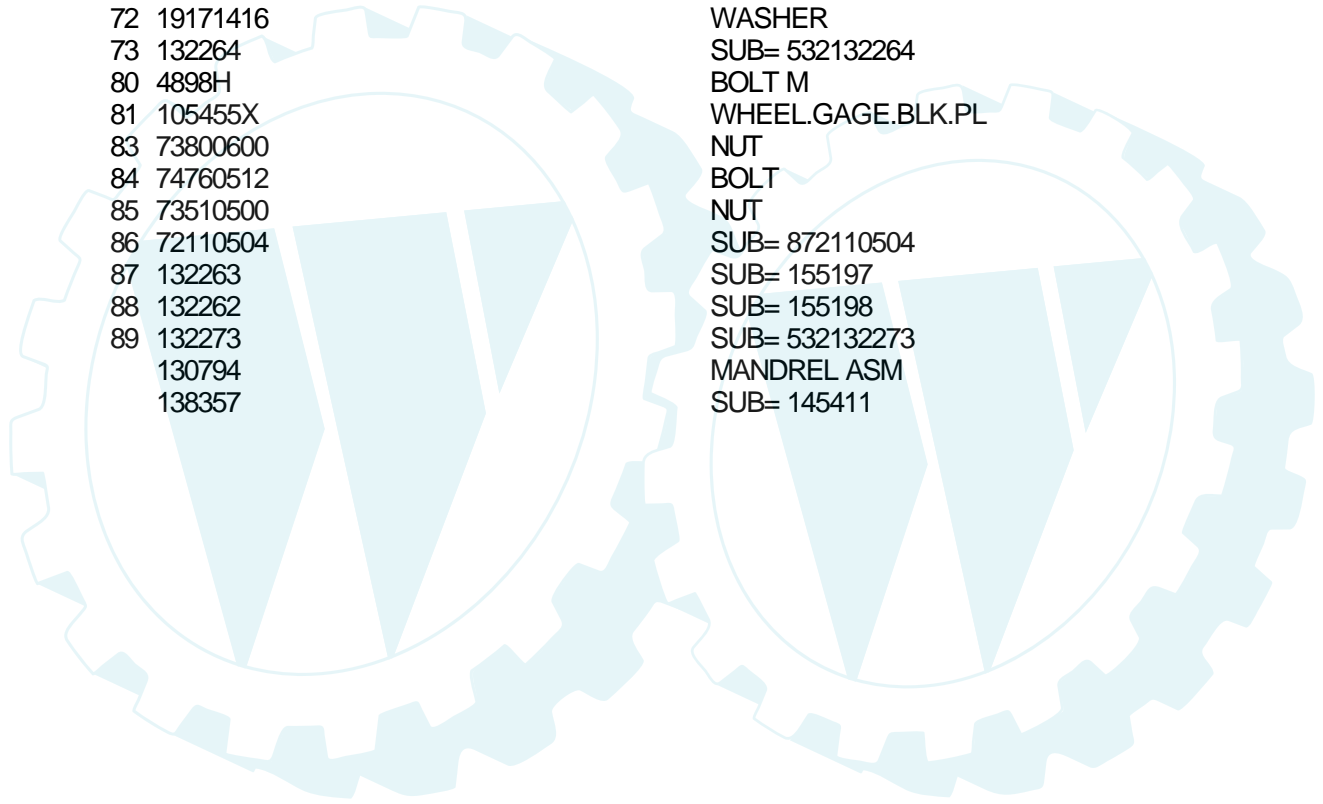 72 19171416 WASHER
73 132264 SUB= 532132264
80 4898H BOLT M
81 105455X WHEEL.GAGE.BLK.PL
83 73800600 NUT
84 74760512 BOLT
85 73510500 NUT
86 72110504 SUB= 872110504
87 132263 SUB= 155197
88 132262 SUB= 155198
89 132273 SUB= 532132273
130794 MANDREL ASM
138357 SUB= 145411